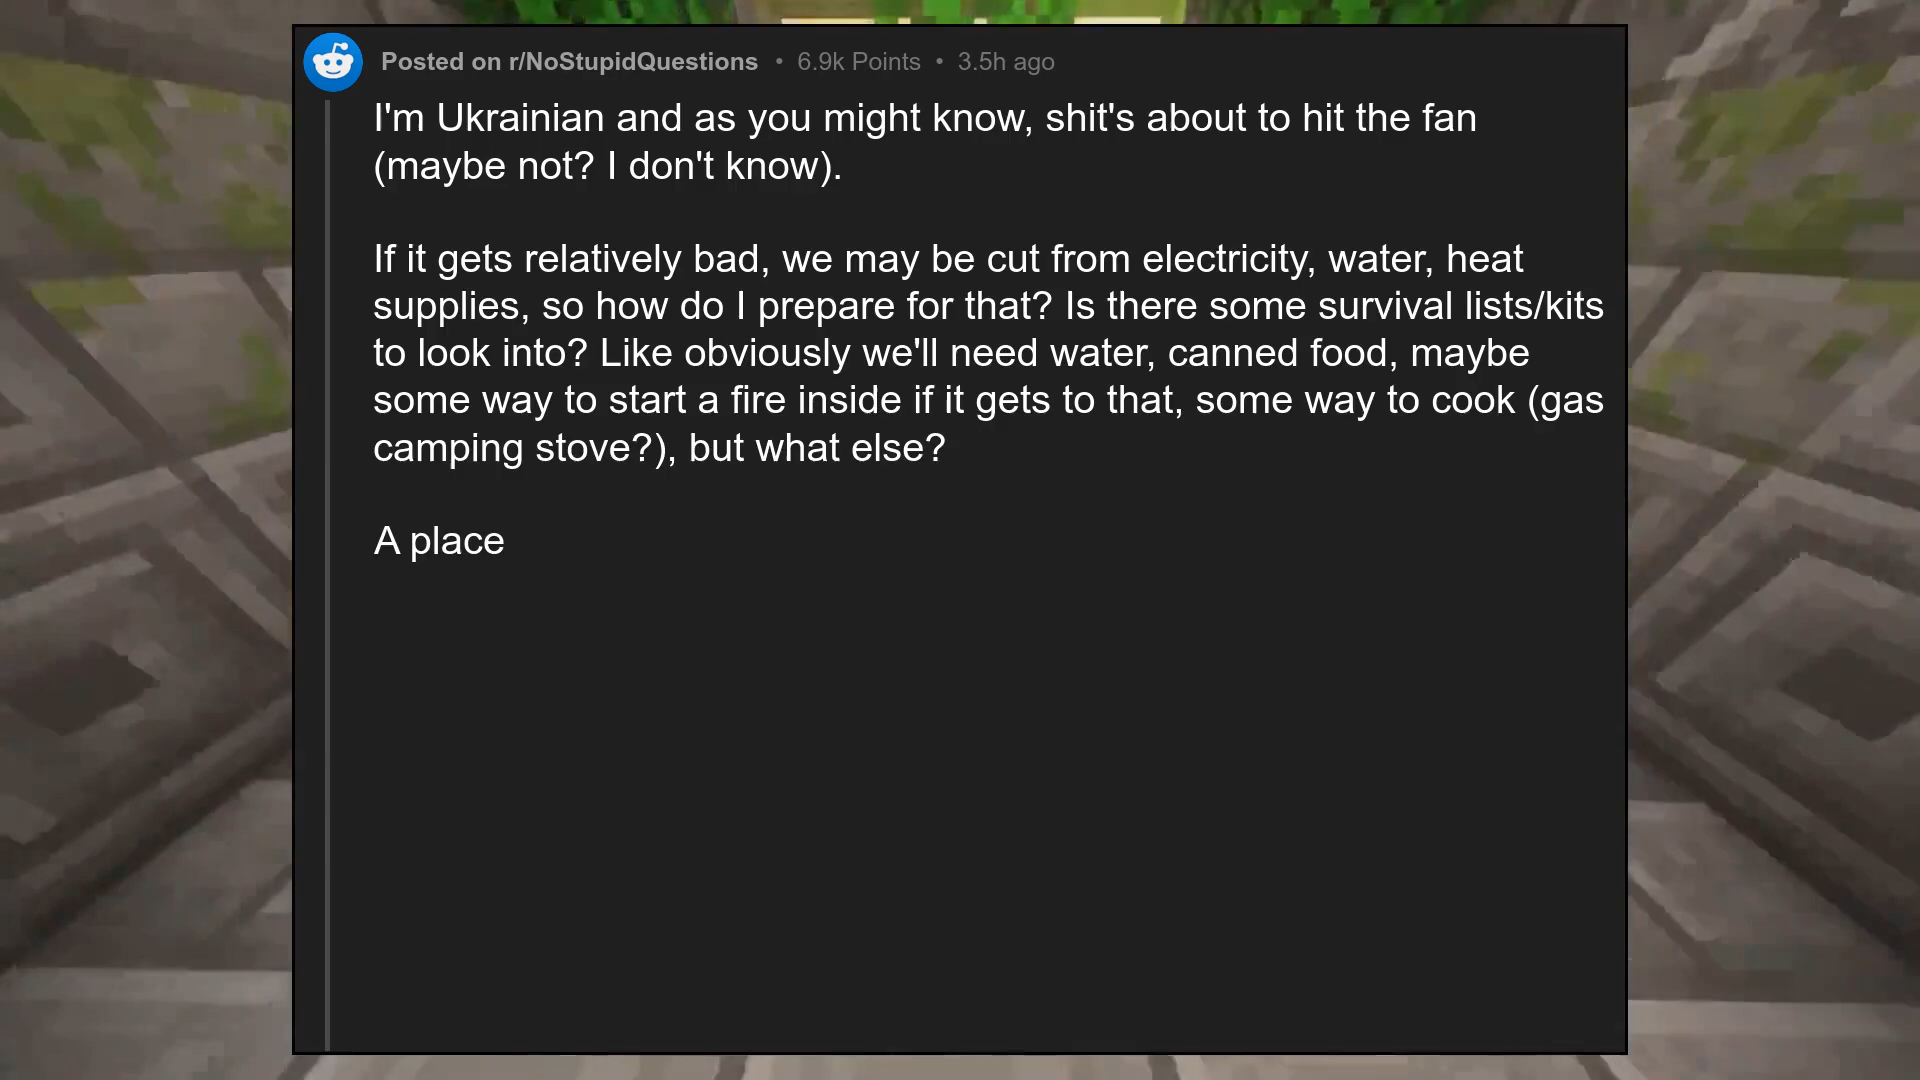 Posted on r/NoStupidQuestions • 6.9k Points • 3.5h ago
I'm Ukrainian and as you might know, shit's about to hit the fan
(maybe not? I don't know).
If it gets relatively bad, we may be cut from electricity, water, heat
supplies, so how do I prepare for that? Is there some survival lists/kits
to look into? Like obviously we'll need water, canned food, maybe
some way to start a fire inside if it gets to that, some way to cook (gas
camping stove?), but what else?
A place